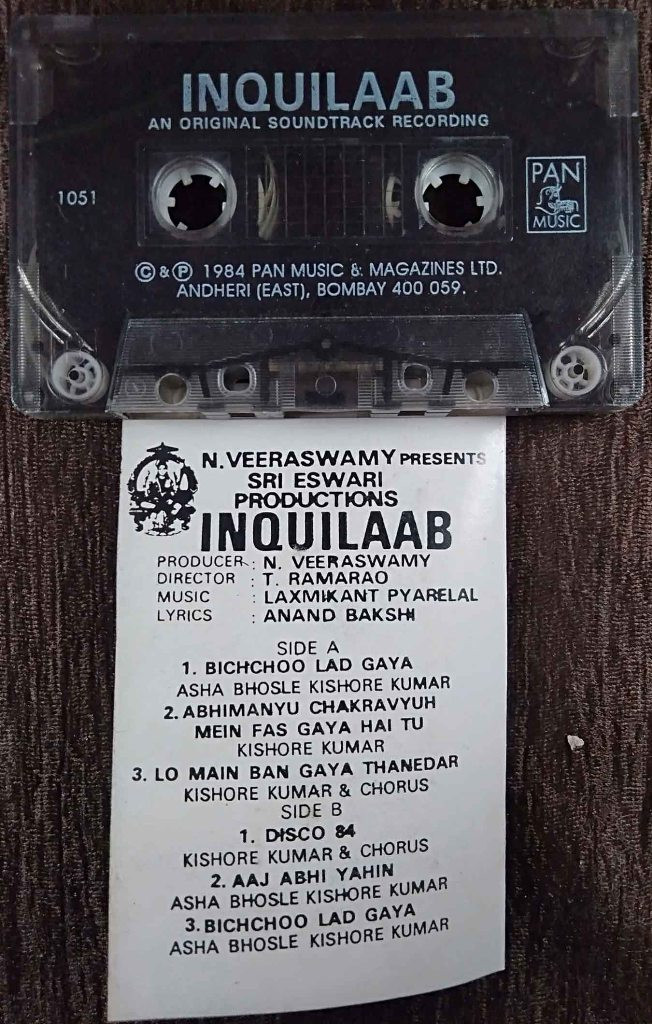 INQUILAAB
AN ORIGINAL SOUNDTRACK RECORDING
1051
PAN
MUSIC
© & ℗ 1984 PAN MUSIC & MAGAZINES LTD.
ANDHERI (EAST), BOMBAY 400 059.
N.VEERASWAMY PRESENTS
SRI ESWARI
PRODUCTIONS
INQUILAAB
PRODUCER : N. VEERASWAMY
DIRECTOR : T. RAMARAO
MUSIC : LAXMIKANT PYARELAL
LYRICS : ANAND BAKSHI
SIDE A
1. BICHCHOO LAD GAYA
ASHA BHOSLE KISHORE KUMAR
2. ABHIMANYU CHAKRAVYUH
MEIN FAS GAYA HAI TU
KISHORE KUMAR
3. LO MAIN BAN GAYA THANEDAR
KISHORE KUMAR & CHORUS
SIDE B
1. DISCO 84
KISHORE KUMAR & CHORUS
2. AAJ ABHI YAHIN
ASHA BHOSLE KISHORE KUMAR
3. BICHCHOO LAD GAYA
ASHA BHOSLE KISHORE KUMAR